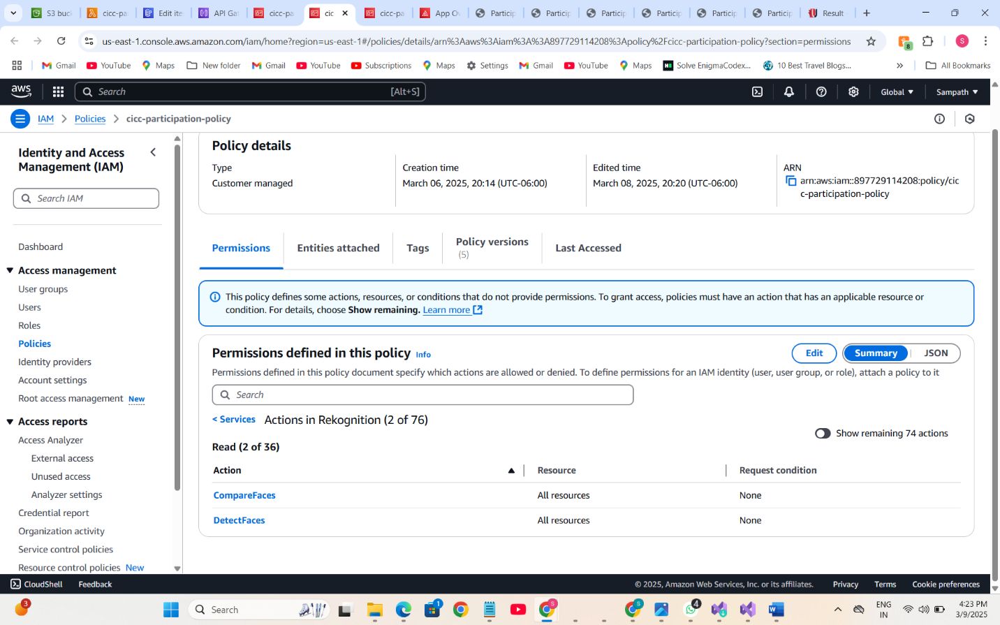 S3 buc
cicc-pa
Edit ite
API Gat
cicc-pa
cic
cicc-pa
App Ov
Particip
Particip
Particip
Particip
Particip
Particip
Result
us-east-1.console.aws.amazon.com/iam/home?region=us-east-1#/policies/details/arn%3Aaws%3Aiam%3A%3A897729114208%3Apolicy%2Fcicc-participation-policy?section=permissions
8
S
Gmail
YouTube
Maps
New folder
Gmail
YouTube
Subscriptions
Maps
Settings
Gmail
YouTube
Maps
Solve EnigmaCodex...
10 Best Travel Blogs...
»
All Bookmarks
aws
Search
[Alt+S]
Global
Sampath
IAM > Policies > cicc-participation-policy
Identity and Access
Management (IAM)
Search IAM
Dashboard
Access management
User groups
Users
Roles
Policies
Identity providers
Account settings
Root access management New
Access reports
Access Analyzer
External access
Unused access
Analyzer settings
Credential report
Organization activity
Service control policies
Resource control policies New
Policy details
Type
Customer managed
Creation time
March 06, 2025, 20:14 (UTC-06:00)
Edited time
March 08, 2025, 20:20 (UTC-06:00)
ARN
arn:aws:iam::897729114208:policy/cic
c-participation-policy
Permissions
Entities attached
Tags
Policy versions
(5)
Last Accessed
This policy defines some actions, resources, or conditions that do not provide permissions. To grant access, policies must have an action that has an applicable resource or
condition. For details, choose Show remaining. Learn more
Permissions defined in this policy Info
Edit
Summary
JSON
Permissions defined in this policy document specify which actions are allowed or denied. To define permissions for an IAM identity (user, user group, or role), attach a policy to it
Search
< Services Actions in Rekognition (2 of 76)
Show remaining 74 actions
Read (2 of 36)
Action
Resource
Request condition
CompareFaces
All resources
None
DetectFaces
All resources
None
CloudShell
Feedback
© 2025, Amazon Web Services, Inc. or its affiliates.
Privacy
Terms
Cookie preferences
3
Search
1
S
S
4
ENG
IN
4:23 PM
3/9/2025